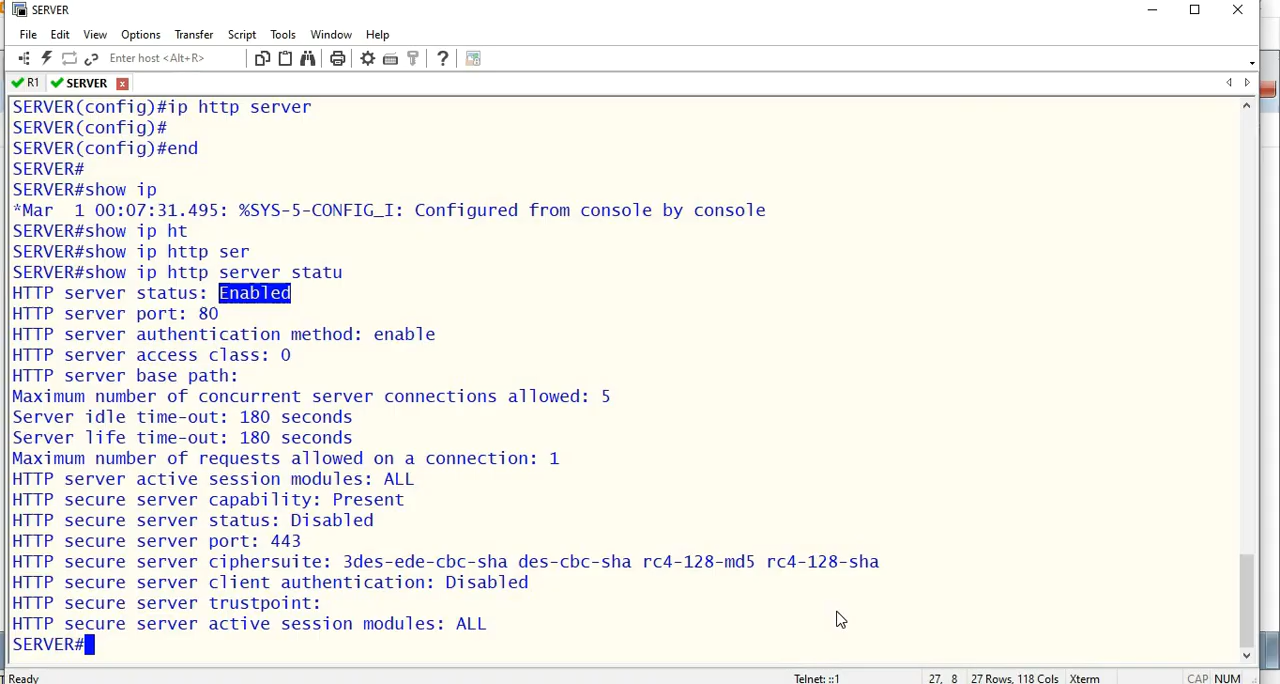 SERVER
File Edit View Options Transfer Script Tools Window Help
Enter host <Alt+R>
R1 SERVER
SERVER(config)#ip http server
SERVER(config)#
SERVER(config)#end
SERVER#
SERVER#show ip
*Mar  1 00:07:31.495: %SYS-5-CONFIG_I: Configured from console by console
SERVER#show ip ht
SERVER#show ip http ser
SERVER#show ip http server statu
HTTP server status: Enabled
HTTP server port: 80
HTTP server authentication method: enable
HTTP server access class: 0
HTTP server base path:
Maximum number of concurrent server connections allowed: 5
Server idle time-out: 180 seconds
Server life time-out: 180 seconds
Maximum number of requests allowed on a connection: 1
HTTP server active session modules: ALL
HTTP secure server capability: Present
HTTP secure server status: Disabled
HTTP secure server port: 443
HTTP secure server ciphersuite: 3des-ede-cbc-sha des-cbc-sha rc4-128-md5 rc4-128-sha
HTTP secure server client authentication: Disabled
HTTP secure server trustpoint:
HTTP secure server active session modules: ALL
SERVER#
Ready Telnet: ::1 27, 8 27 Rows, 118 Cols Xterm CAP NUM